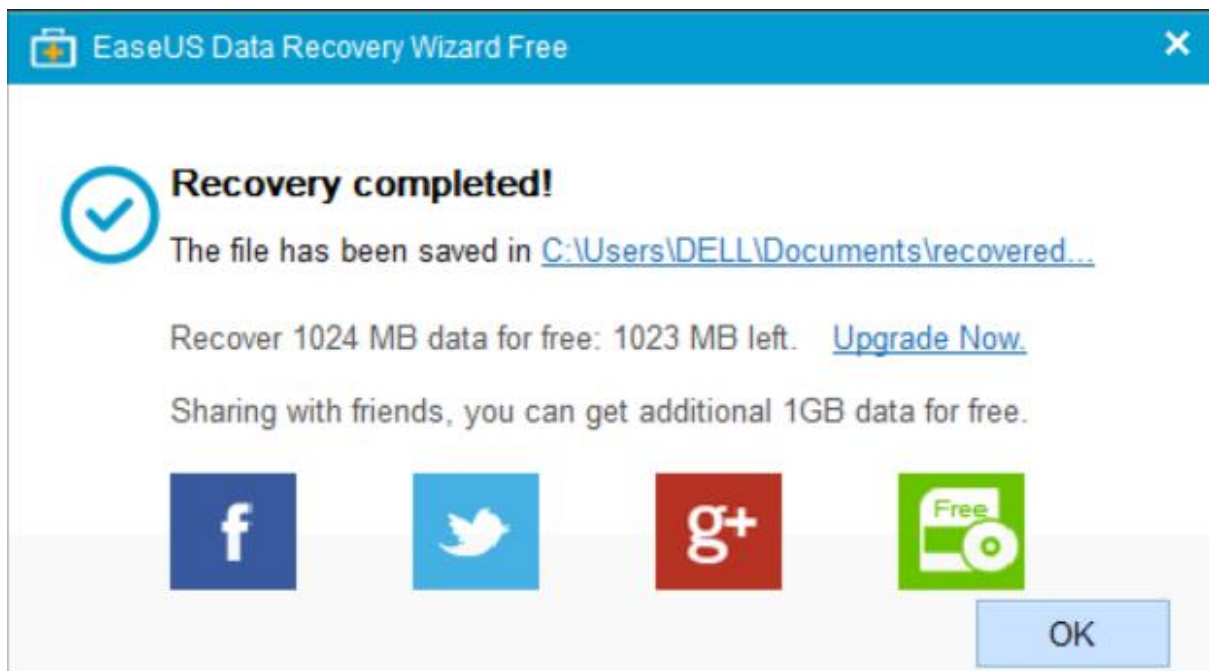 EaseUS Data Recovery Wizard Free
Recovery completed!
The file has been saved in C:\Users\DELL\Documents\recovered...
Recover 1024 MB data for free: 1023 MB left. Upgrade Now.
Sharing with friends, you can get additional 1GB data for free.
f g+ Free
OK